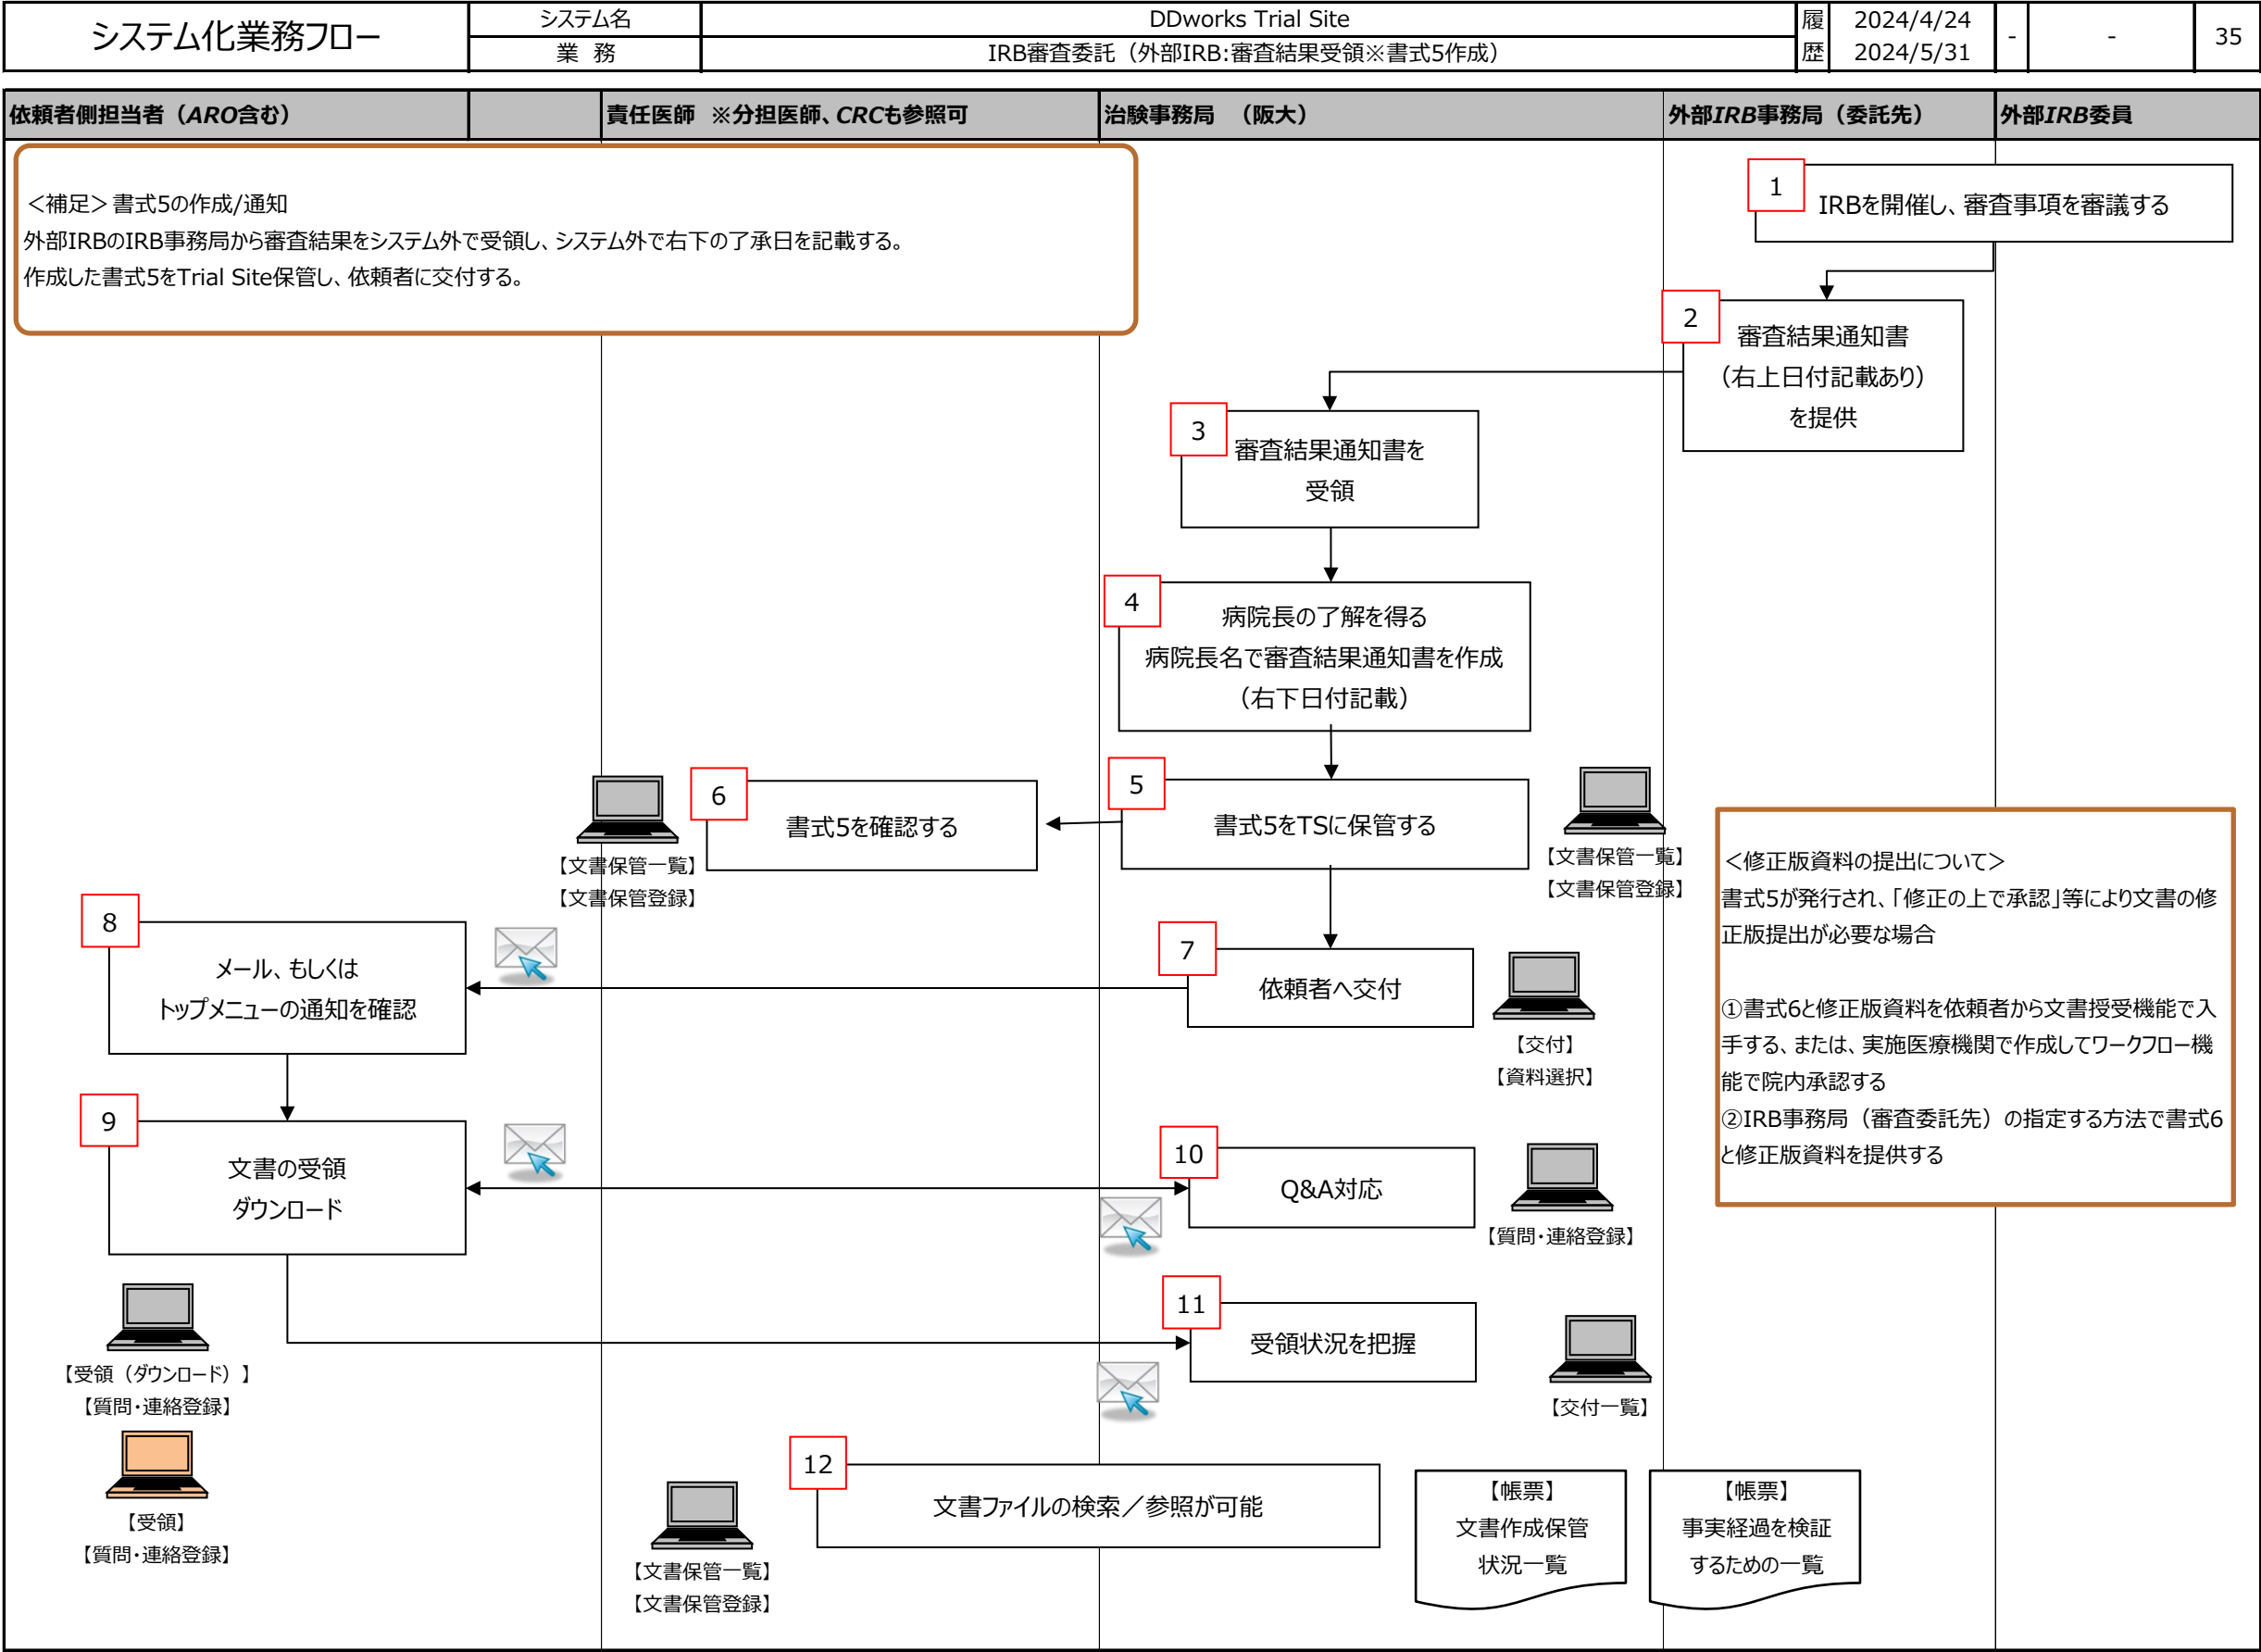 システム化業務フロー
システム名
DDworks Trial Site
履
歴
2024/4/24
2024/5/31
-
-
35
業 務
IRB審査委託（外部IRB:審査結果受領※書式5作成）
依頼者側担当者（ARO含む）
責任医師 ※分担医師、CRCも参照可
治験事務局 （阪大）
外部IRB事務局（委託先）
外部IRB委員
＜補足＞書式5の作成/通知
外部IRBのIRB事務局から審査結果をシステム外で受領し、システム外で右下の了承日を記載する。
作成した書式5をTrial Site保管し、依頼者に交付する。
1
IRBを開催し、審査事項を審議する
2
審査結果通知書
（右上日付記載あり）
を提供
3
審査結果通知書を
受領
4
病院長の了解を得る
病院長名で審査結果通知書を作成
（右下日付記載）
5
書式5をTSに保管する
【文書保管一覧】
【文書保管登録】
6
書式5を確認する
【文書保管一覧】
【文書保管登録】
＜修正版資料の提出について＞
書式5が発行され、「修正の上で承認」等により文書の修
正版提出が必要な場合
①書式6と修正版資料を依頼者から文書授受機能で入
手する、または、実施医療機関で作成してワークフロー機
能で院内承認する
②IRB事務局（審査委託先）の指定する方法で書式6
と修正版資料を提供する
7
依頼者へ交付
【交付】
【資料選択】
8
メール、もしくは
トップメニューの通知を確認
9
文書の受領
ダウンロード
10
Q&A対応
【質問・連絡登録】
11
受領状況を把握
【交付一覧】
【受領（ダウンロード）】
【質問・連絡登録】
【受領】
【質問・連絡登録】
12
文書ファイルの検索／参照が可能
【文書保管一覧】
【文書保管登録】
【帳票】
文書作成保管
状況一覧
【帳票】
事実経過を検証
するための一覧